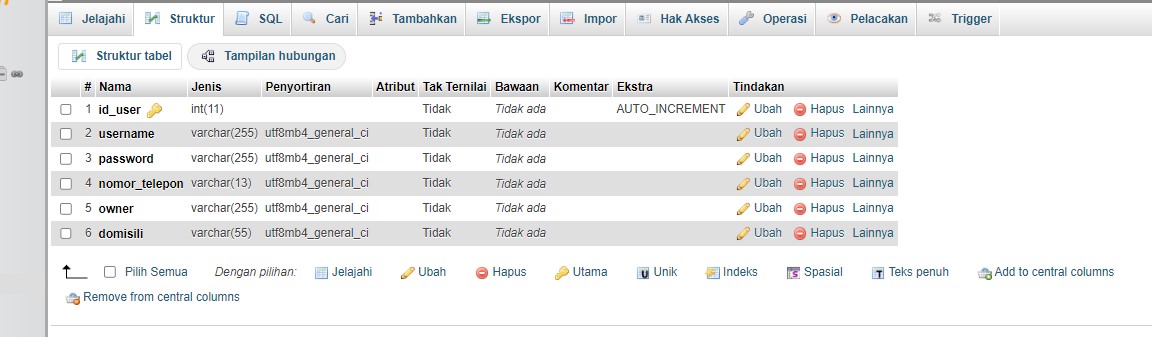 Jelajahi Struktur SQL Cari Tambahkan Ekspor Impor Hak Akses Operasi Pelacakan Trigger
Struktur tabel Tampilan hubungan
# Nama Jenis Penyortiran Atribut Tak Ternilai Bawaan Komentar Ekstra Tindakan
1 id_user int(11) Tidak Tidak ada AUTO_INCREMENT Ubah Hapus Lainnya
2 username varchar(255) utf8mb4_general_ci Tidak Tidak ada Ubah Hapus Lainnya
3 password varchar(255) utf8mb4_general_ci Tidak Tidak ada Ubah Hapus Lainnya
4 nomor_telepon varchar(13) utf8mb4_general_ci Tidak Tidak ada Ubah Hapus Lainnya
5 owner varchar(255) utf8mb4_general_ci Tidak Tidak ada Ubah Hapus Lainnya
6 domisili varchar(55) utf8mb4_general_ci Tidak Tidak ada Ubah Hapus Lainnya
Pilih Semua Dengan pilihan: Jelajahi Ubah Hapus Utama Unik Indeks Spasial Teks penuh Add to central columns
Remove from central columns